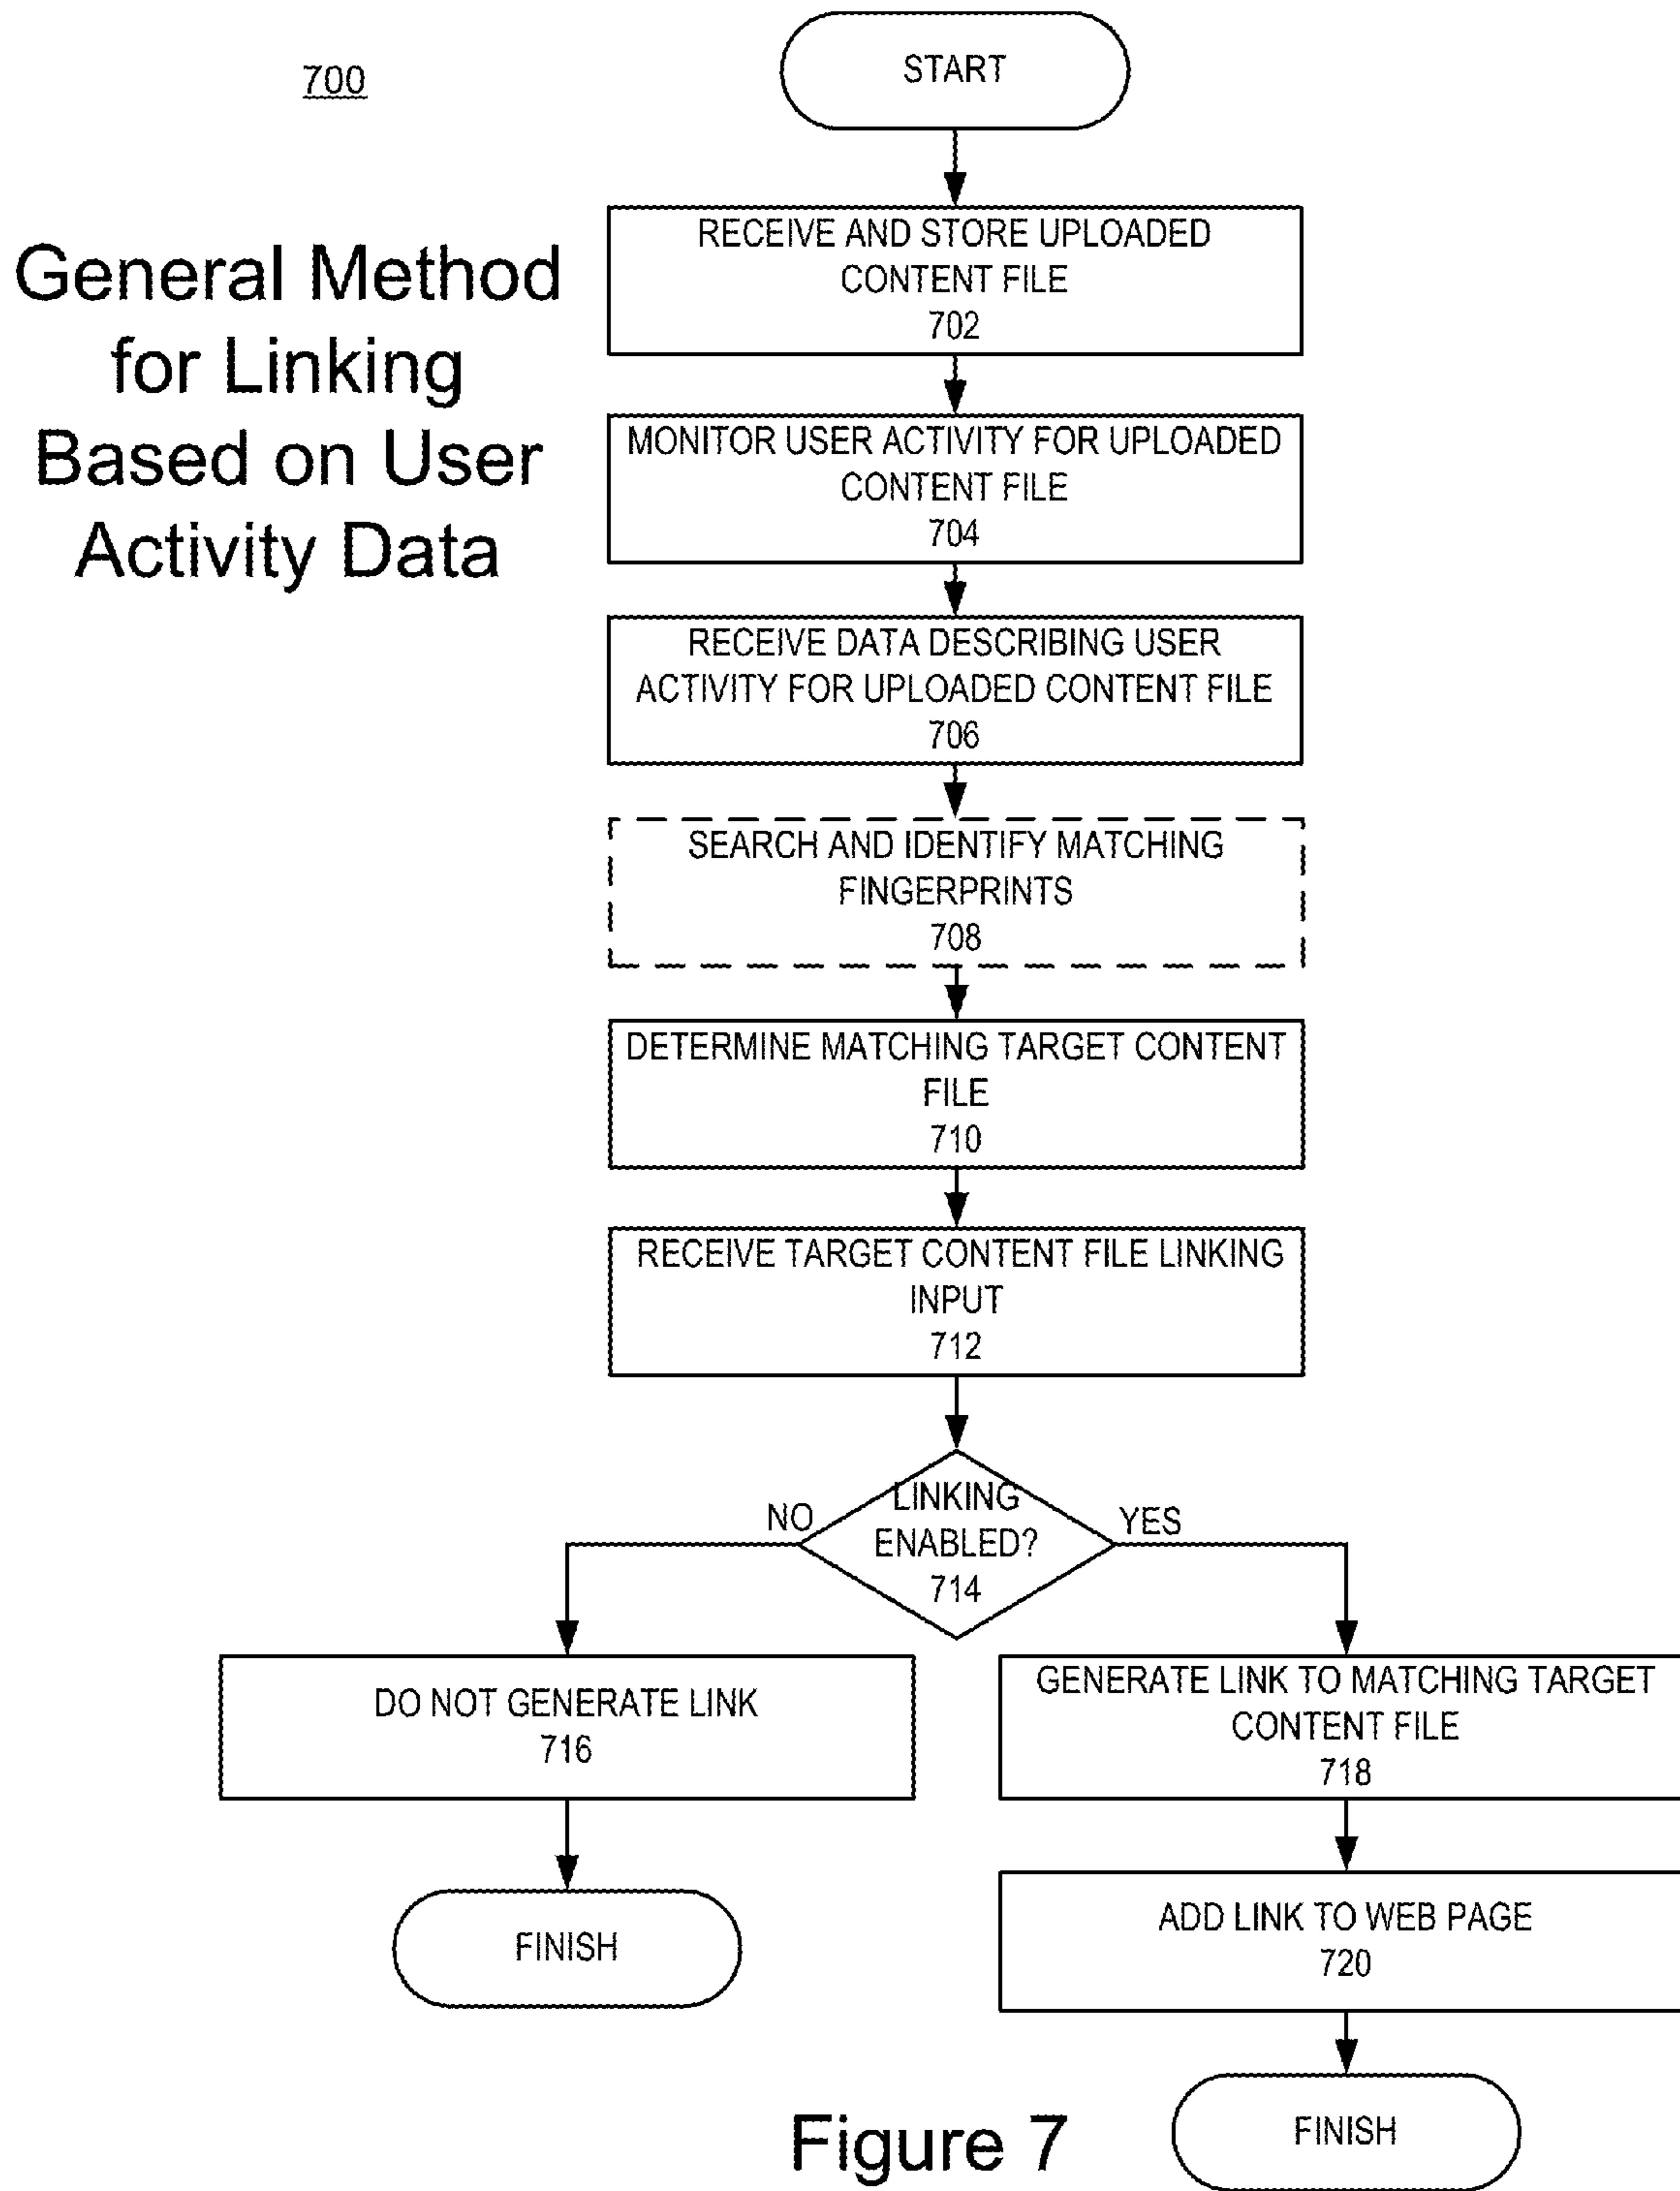 700
START
General Method
for Linking
Based on User
Activity Data
RECEIVE AND STORE UPLOADED
CONTENT FILE
702
MONITOR USER ACTIVITY FOR UPLOADED
CONTENT FILE
704
RECEIVE DATA DESCRIBING USER
ACTIVITY FOR UPLOADED CONTENT FILE
706
SEARCH AND IDENTIFY MATCHING
FINGERPRINTS
708
DETERMINE MATCHING TARGET CONTENT
FILE
710
RECEIVE TARGET CONTENT FILE LINKING
INPUT
712
LINKING
ENABLED?
714
NO
YES
DO NOT GENERATE LINK
716
FINISH
GENERATE LINK TO MATCHING TARGET
CONTENT FILE
718
ADD LINK TO WEB PAGE
720
FINISH
Figure 7